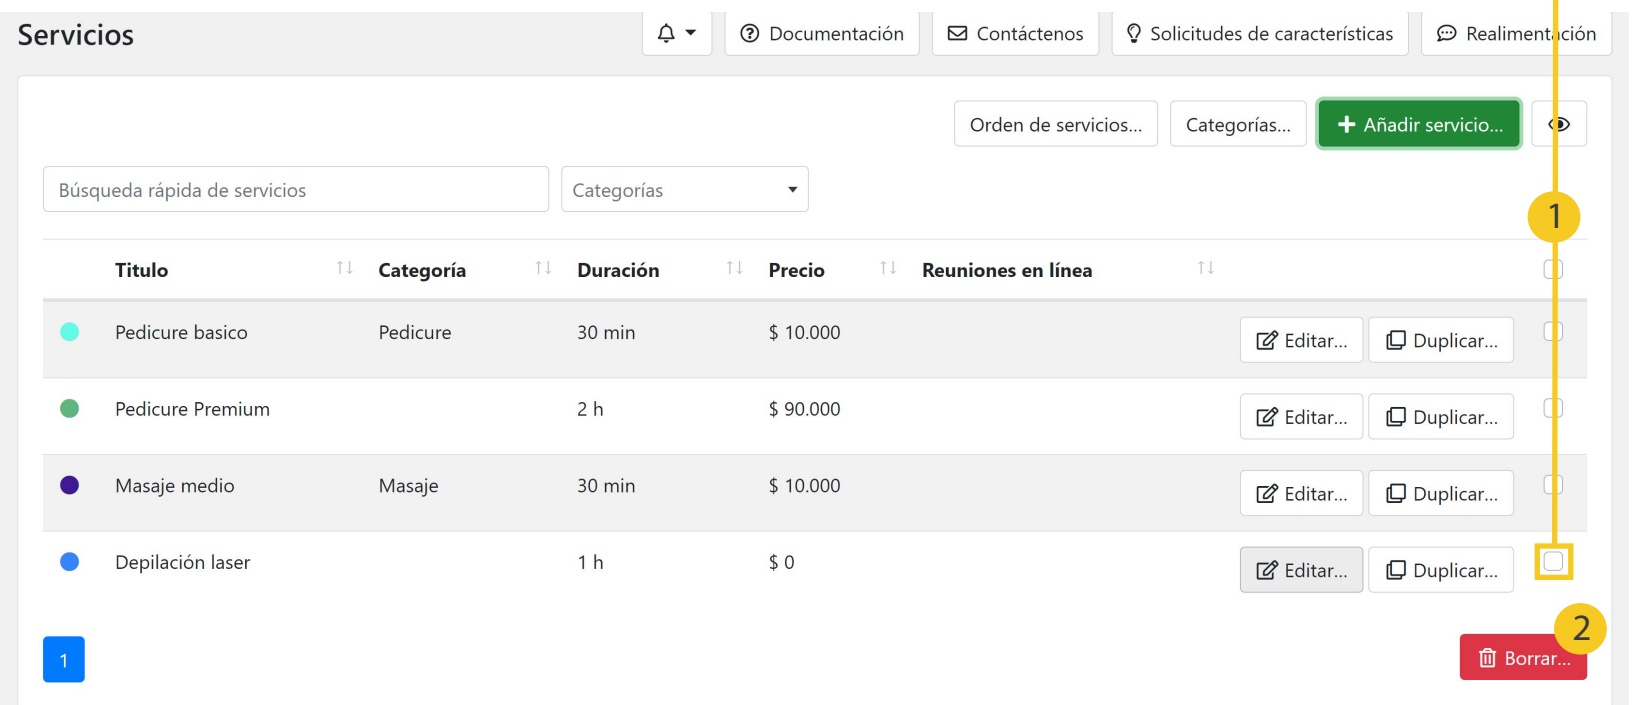 Servicios
Documentación
Contáctenos
Solicitudes de características
Realimentación
Orden de servicios...
Categorías...
Añadir servicio...
Búsqueda rápida de servicios
Categorías
1
Titulo Categoría Duración Precio Reuniones en línea
Pedicure basico Pedicure 30 min $ 10.000 Editar... Duplicar...
Pedicure Premium 2 h $ 90.000 Editar... Duplicar...
Masaje medio Masaje 30 min $ 10.000 Editar... Duplicar...
Depilación laser 1 h $ 0 Editar... Duplicar...
2
1 Borrar...